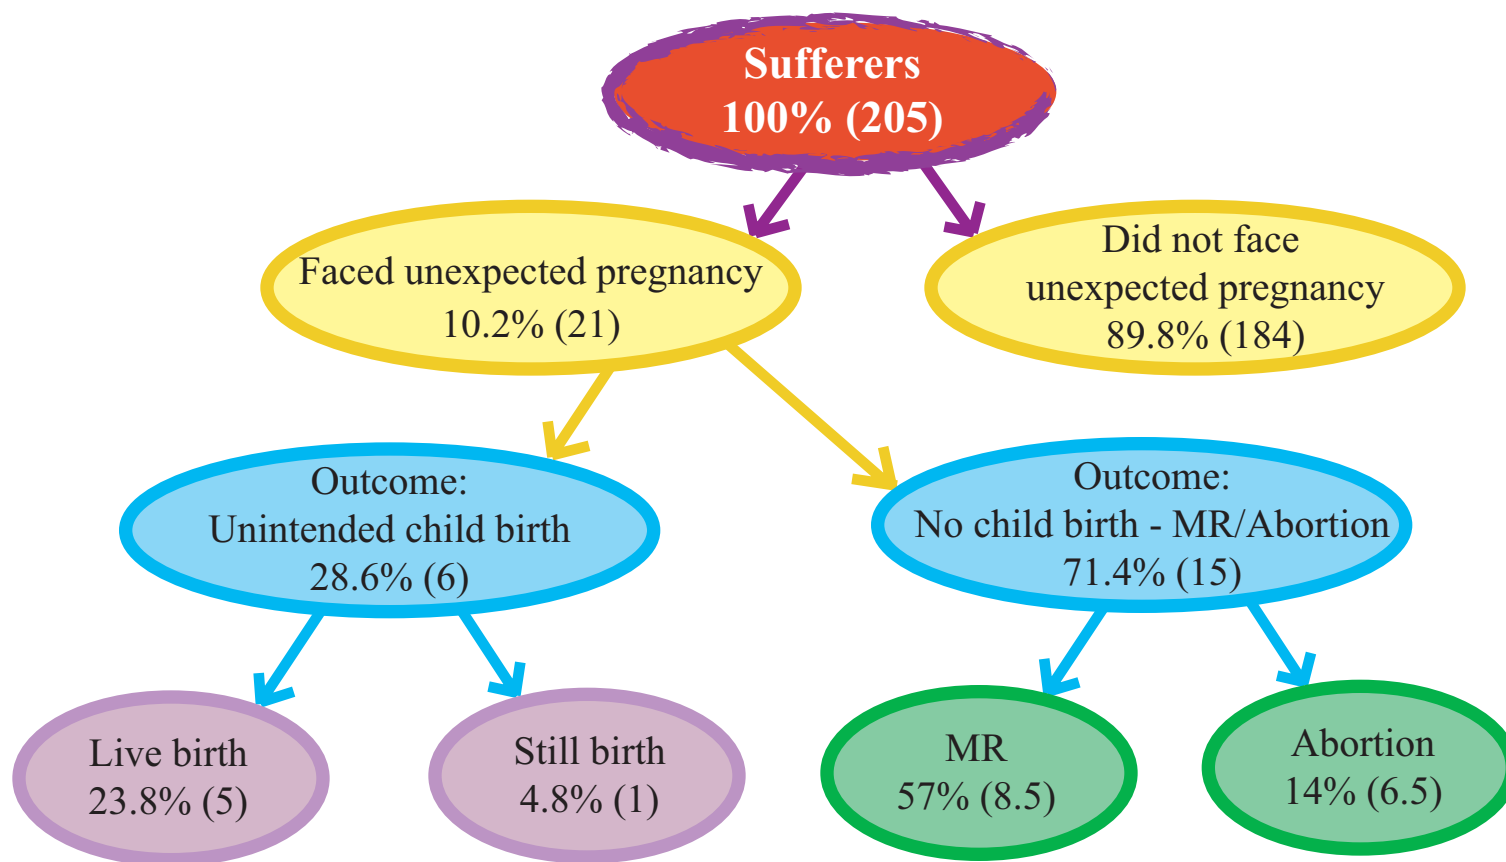 Sufferers
100% (205)
Faced unexpected pregnancy
10.2% (21)
Did not face
unexpected pregnancy
89.8% (184)
Outcome:
Unintended child birth
28.6% (6)
Outcome:
No child birth - MR/Abortion
71.4% (15)
Live birth
23.8% (5)
Still birth
4.8% (1)
MR
57% (8.5)
Abortion
14% (6.5)